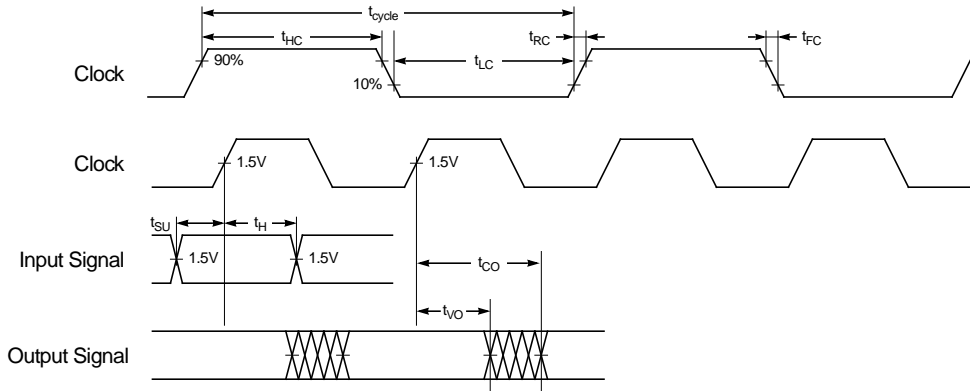 tcycle
tHC
tRC
tFC
Clock
90%
tLC
10%
Clock
1.5V
1.5V
tSU
tH
Input Signal
1.5V
1.5V
tCO
tVO
Output Signal